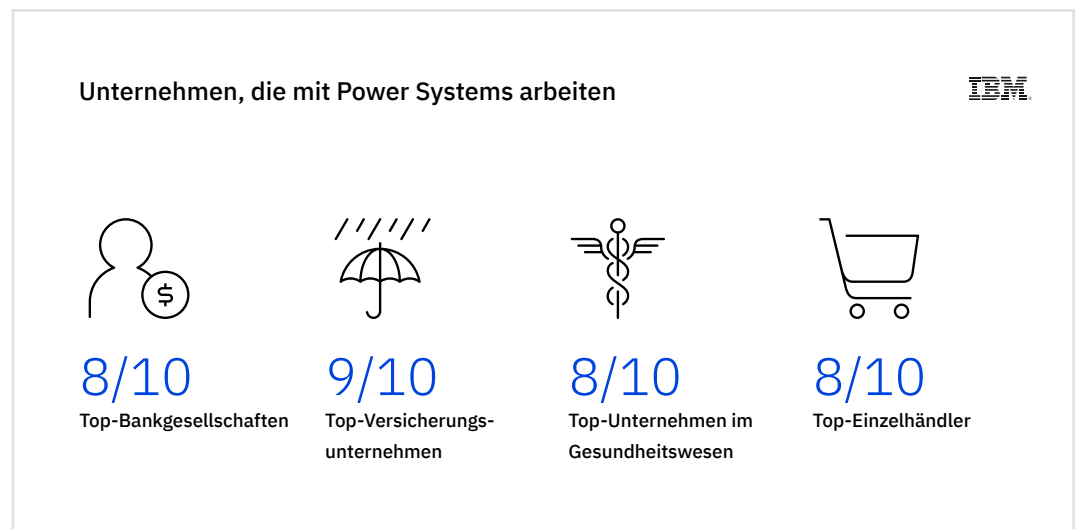 Unternehmen, die mit Power Systems arbeiten
IBM
$
8/10
Top-Bankgesellschaften
9/10
Top-Versicherungs-
unternehmen
8/10
Top-Unternehmen im
Gesundheitswesen
8/10
Top-Einzelhändler